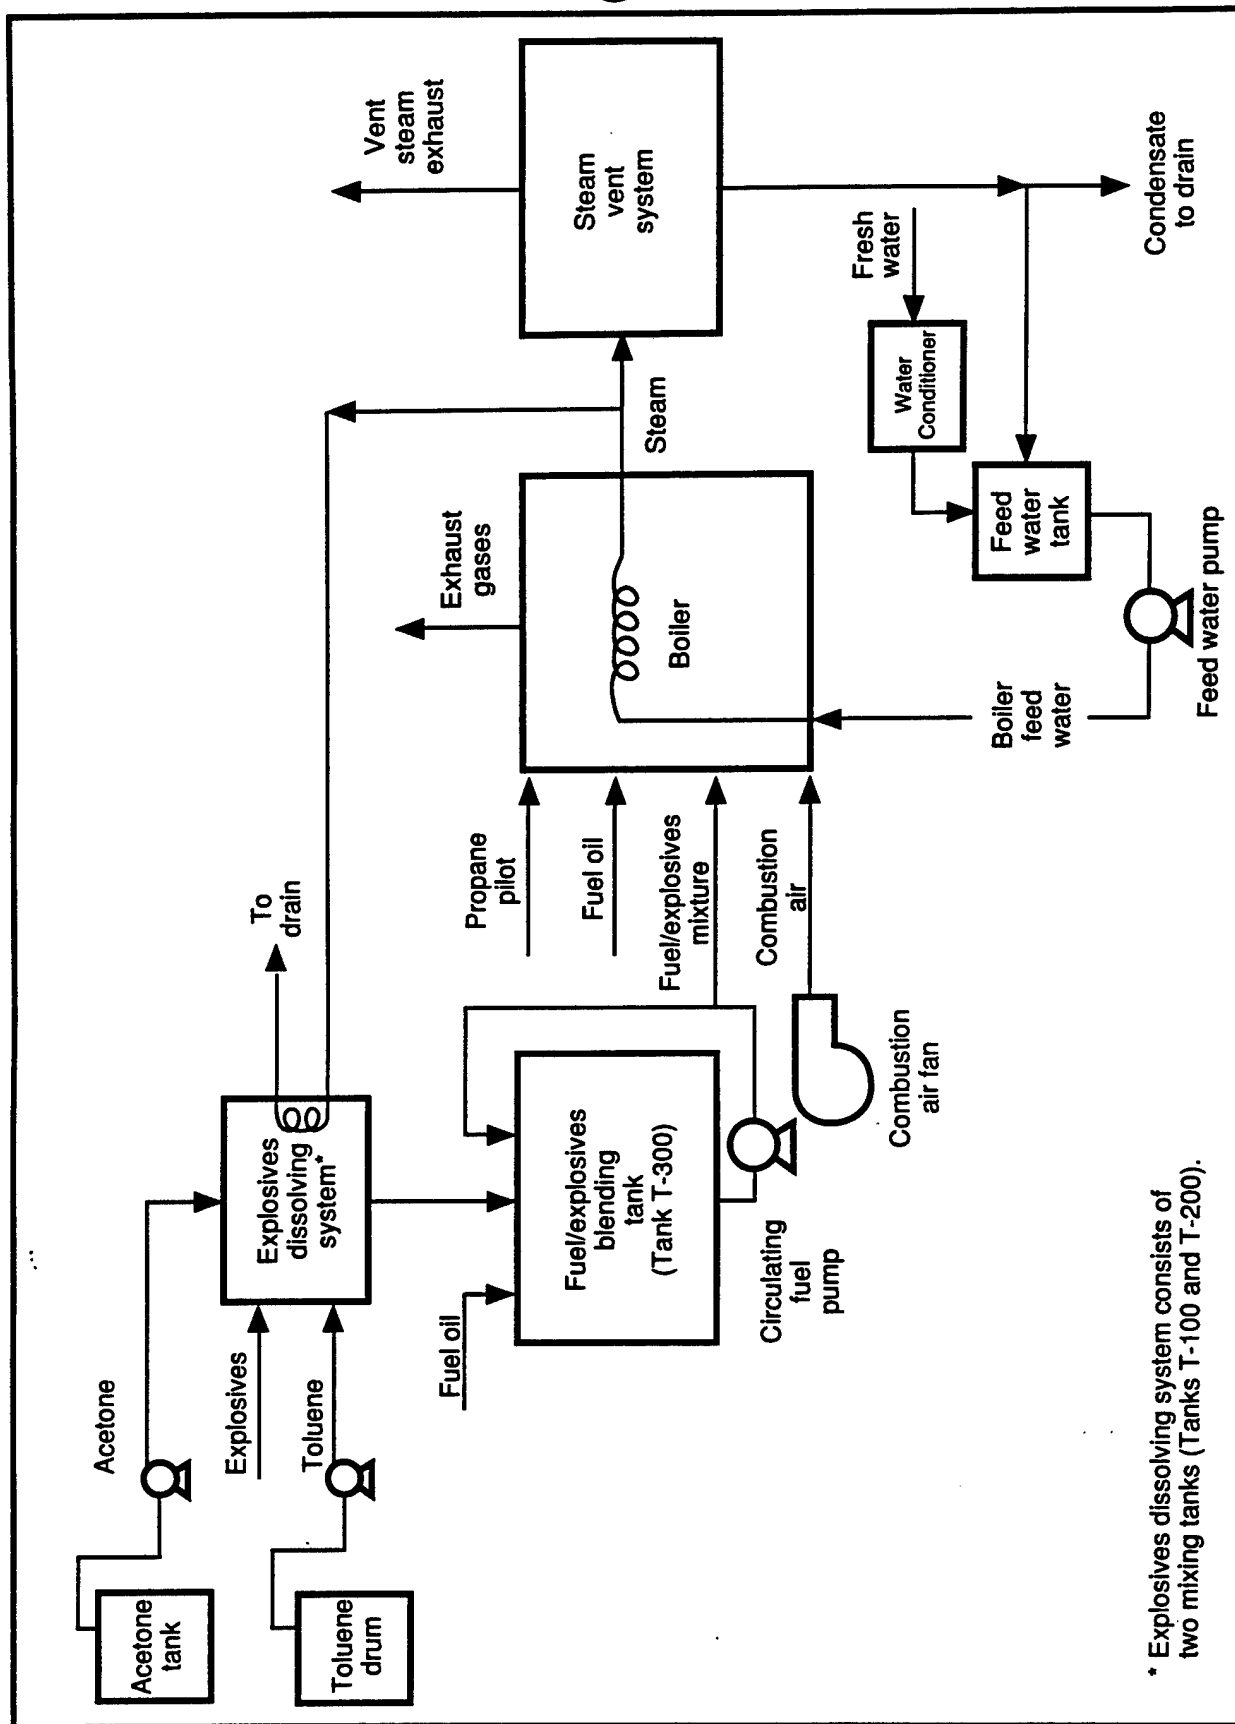 Acetone
tank
Acetone
Toluene
drum
Explosives
Toluene
Explosives
dissolving
system*
To
drain
Fuel oil
Fuel/explosives
blending
tank
(Tank T-300)
Circulating
fuel
pump
Propane
pilot
Fuel oil
Fuel/explosives
mixture
Combustion
air
Combustion
air fan
Exhaust
gases
Boiler
Steam
Vent
steam
exhaust
Steam
vent
system
Fresh
water
Water
Conditioner
Feed
water
tank
Boiler
feed
water
Feed water pump
Condensate
to drain
* Explosives dissolving system consists of
two mixing tanks (Tanks T-100 and T-200).